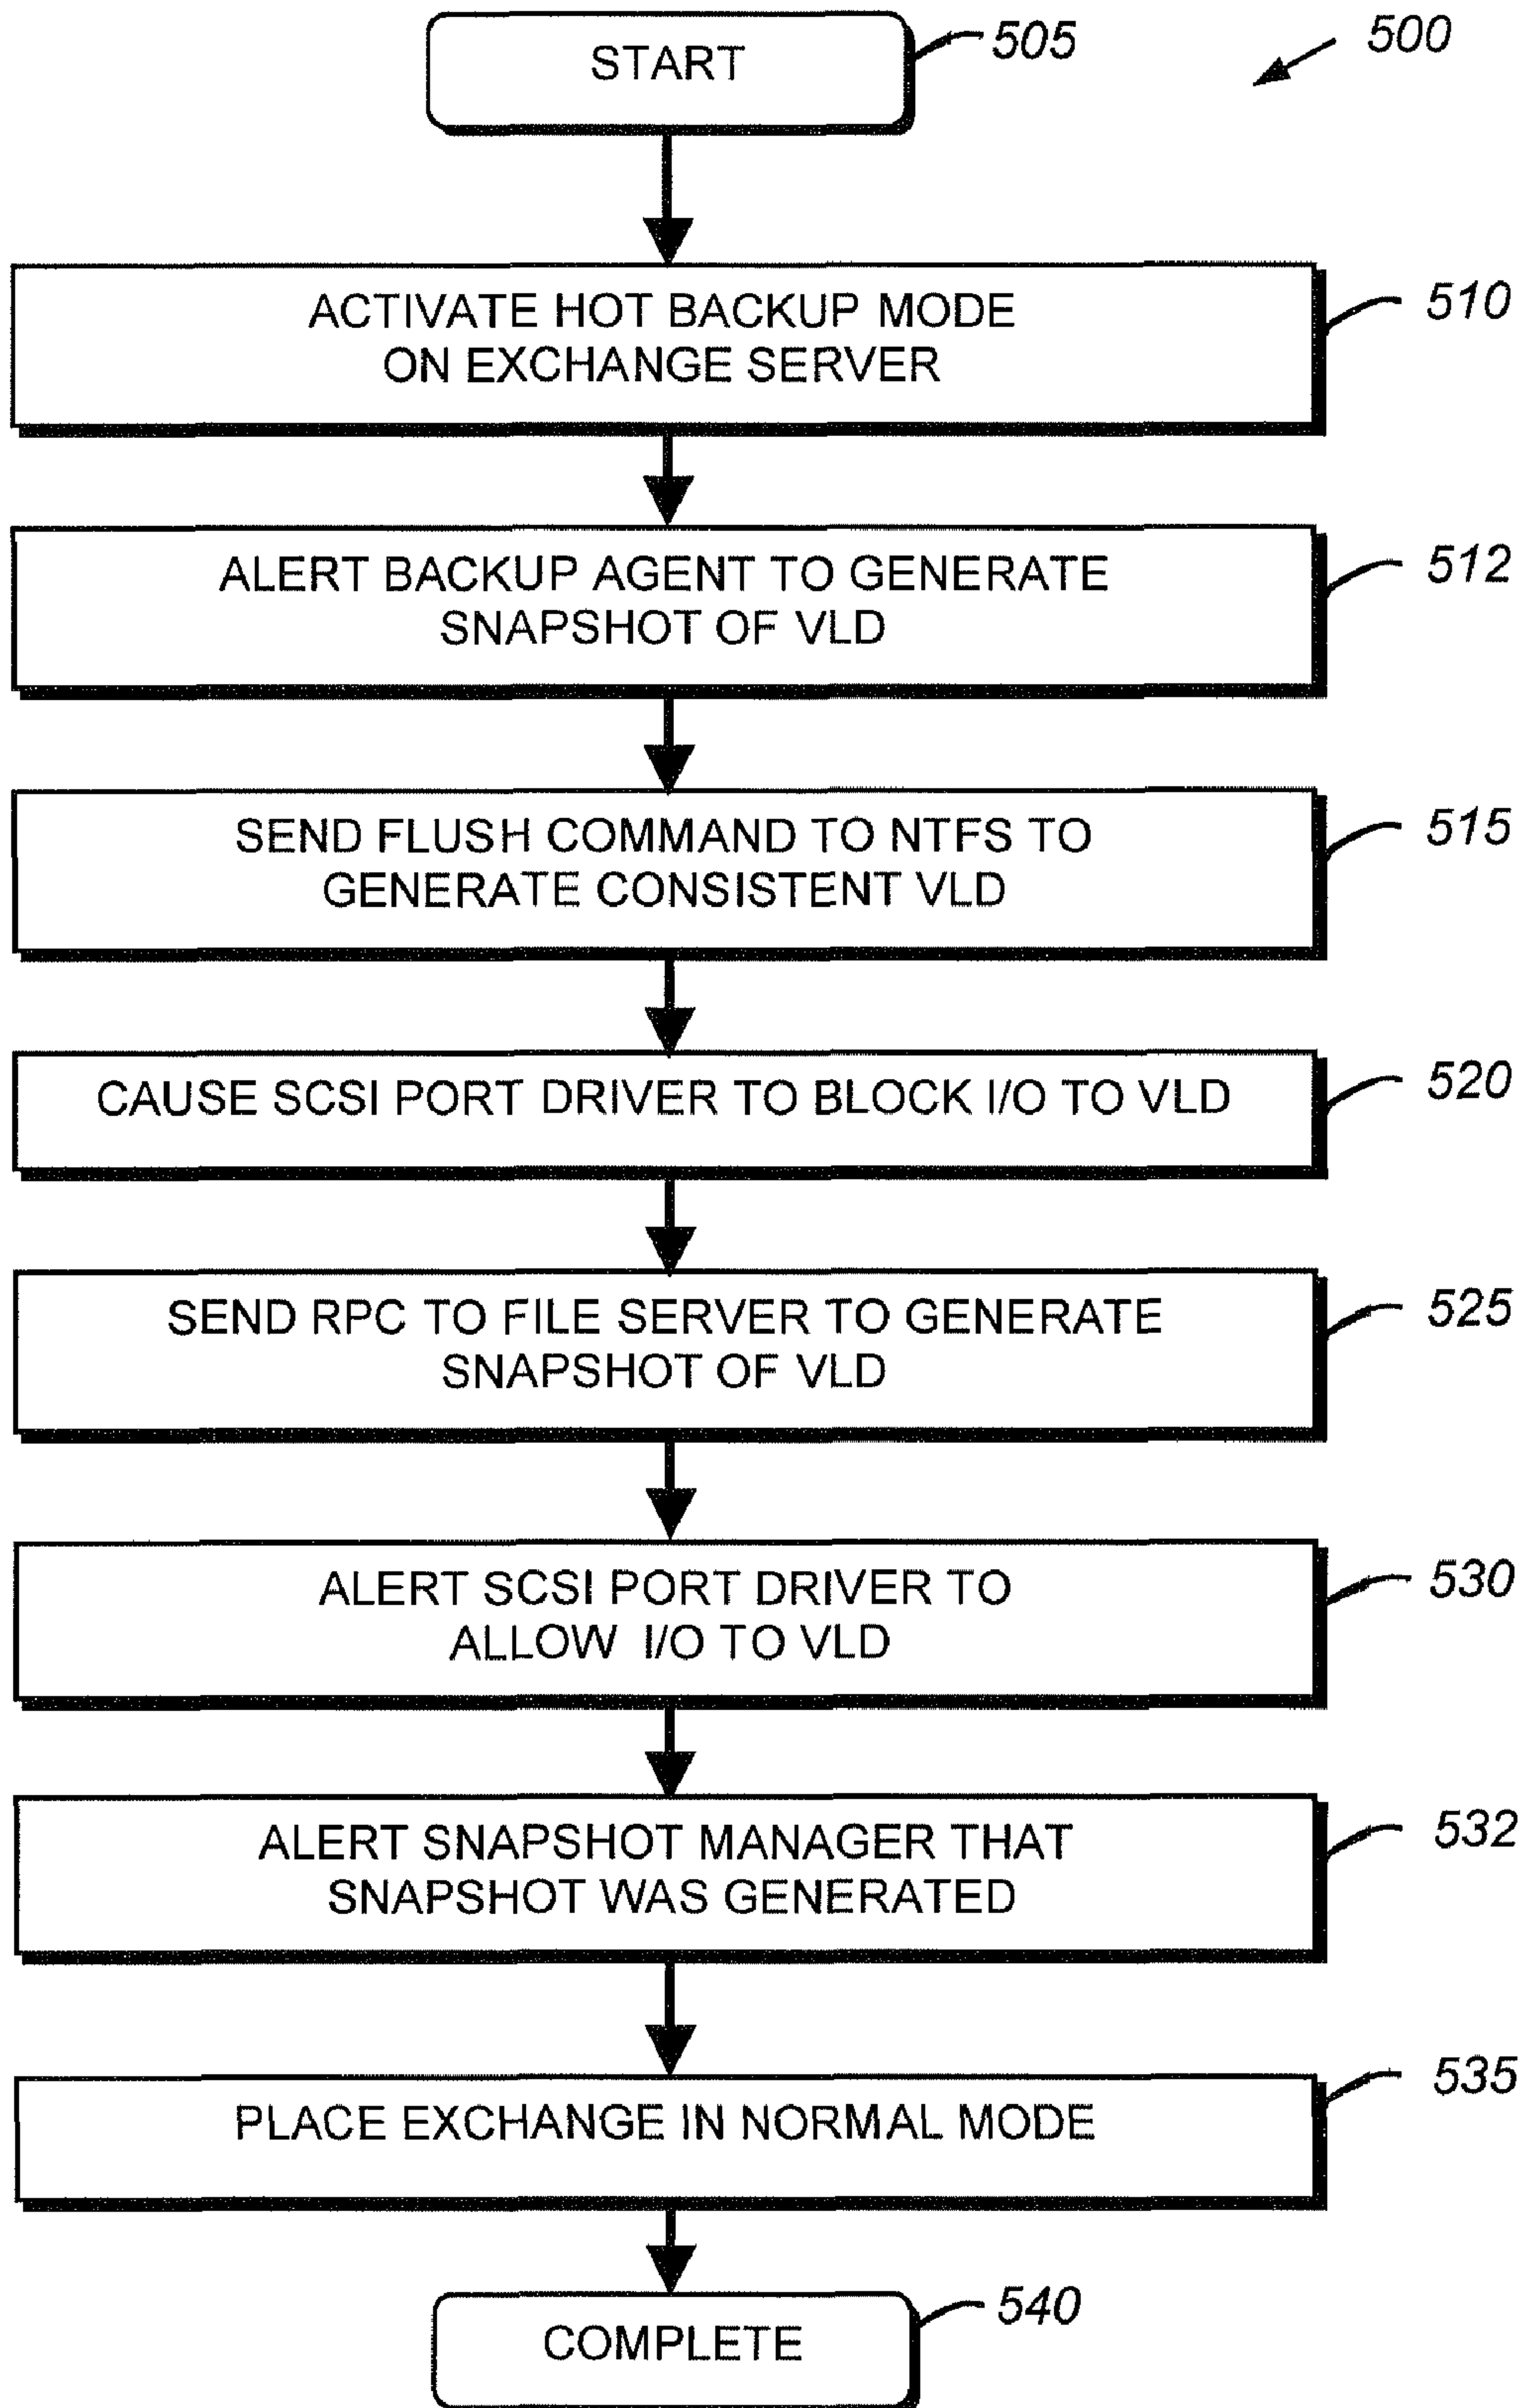 START
505
500
ACTIVATE HOT BACKUP MODE
ON EXCHANGE SERVER
510
ALERT BACKUP AGENT TO GENERATE
SNAPSHOT OF VLD
512
SEND FLUSH COMMAND TO NTFS TO
GENERATE CONSISTENT VLD
515
CAUSE SCSI PORT DRIVER TO BLOCK I/O TO VLD
520
SEND RPC TO FILE SERVER TO GENERATE
SNAPSHOT OF VLD
525
ALERT SCSI PORT DRIVER TO
ALLOW I/O TO VLD
530
ALERT SNAPSHOT MANAGER THAT
SNAPSHOT WAS GENERATED
532
PLACE EXCHANGE IN NORMAL MODE
535
COMPLETE
540